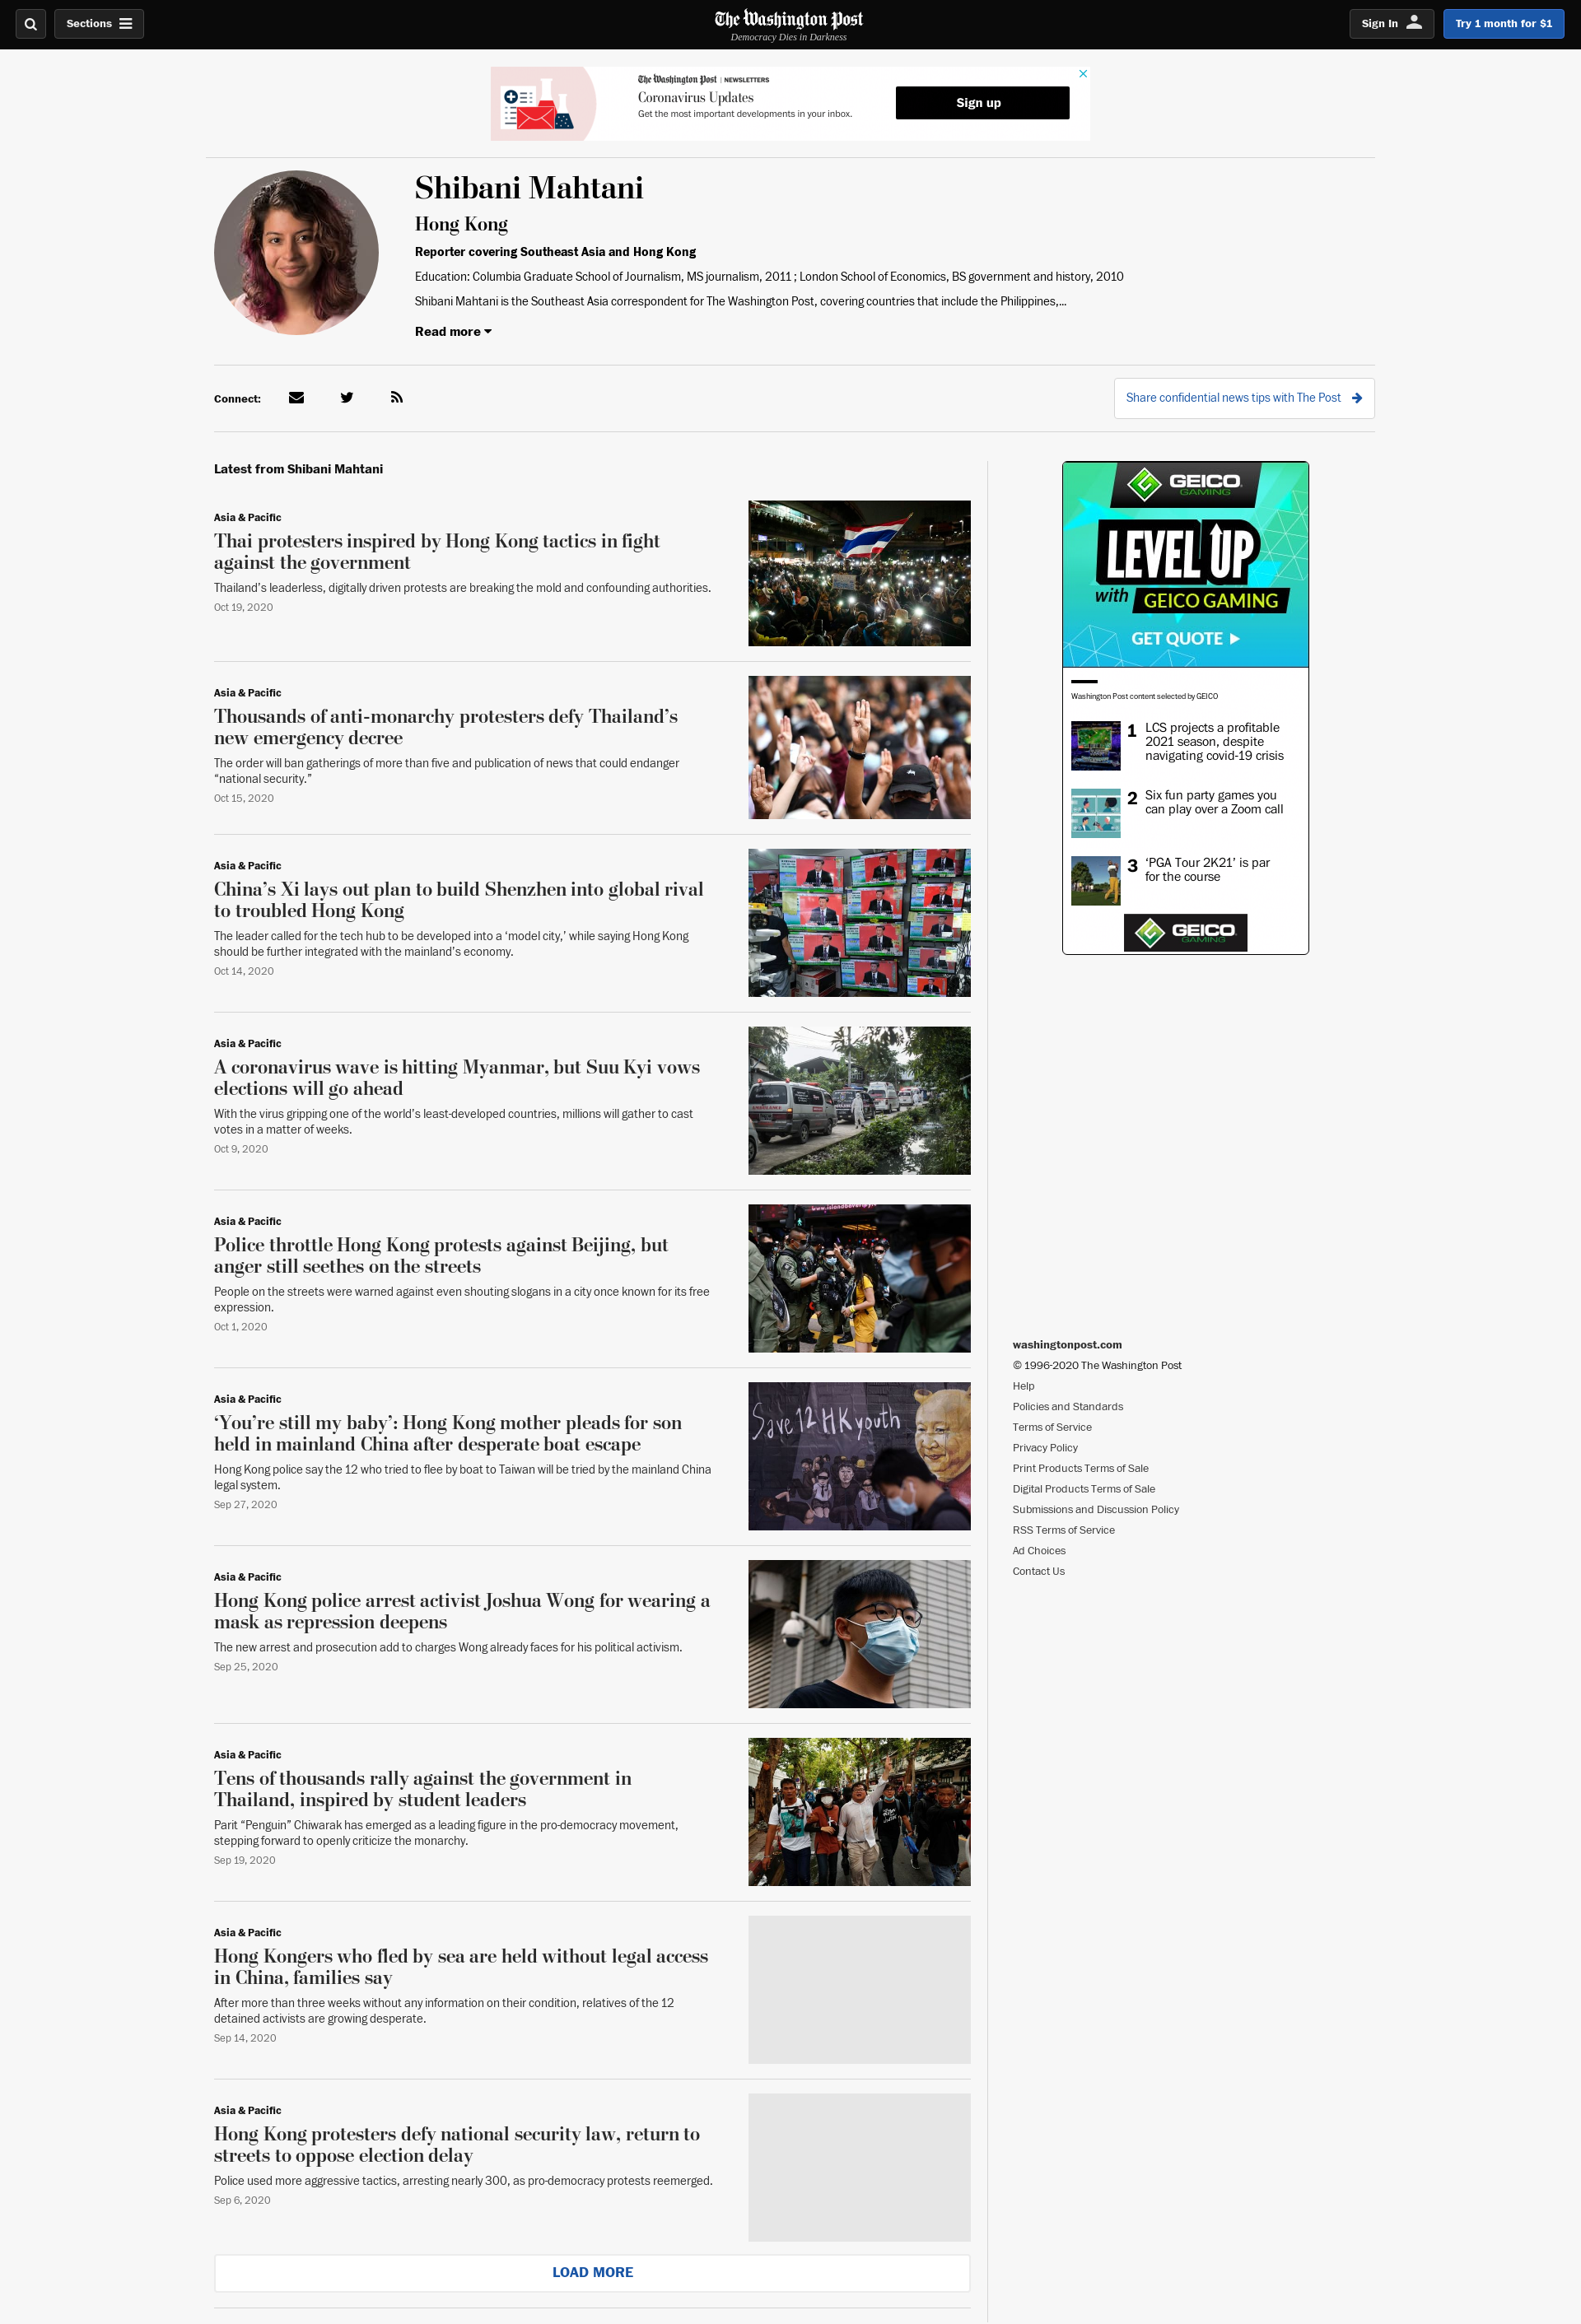 Sections
The Washington Post
Democracy Dies in Darkness
Sign In
Try 1 month for $1
The Washington Post | NEWSLETTERS
Coronavirus Updates
Get the most important developments in your inbox.
Sign up
Shibani Mahtani
Hong Kong
Reporter covering Southeast Asia and Hong Kong
Education: Columbia Graduate School of Journalism, MS journalism, 2011 ; London School of Economics, BS government and history, 2010
Shibani Mahtani is the Southeast Asia correspondent for The Washington Post, covering countries that include the Philippines,...
Read more
Connect:
Share confidential news tips with The Post
Latest from Shibani Mahtani
Asia & Pacific
Thai protesters inspired by Hong Kong tactics in fight
against the government
Thailand’s leaderless, digitally driven protests are breaking the mold and confounding authorities.
Oct 19, 2020
Asia & Pacific
Thousands of anti-monarchy protesters defy Thailand’s
new emergency decree
The order will ban gatherings of more than five and publication of news that could endanger
“national security.”
Oct 15, 2020
Asia & Pacific
China’s Xi lays out plan to build Shenzhen into global rival
to troubled Hong Kong
The leader called for the tech hub to be developed into a ‘model city,’ while saying Hong Kong
should be further integrated with the mainland’s economy.
Oct 14, 2020
Asia & Pacific
A coronavirus wave is hitting Myanmar, but Suu Kyi vows
elections will go ahead
With the virus gripping one of the world’s least-developed countries, millions will gather to cast
votes in a matter of weeks.
Oct 9, 2020
Asia & Pacific
Police throttle Hong Kong protests against Beijing, but
anger still seethes on the streets
People on the streets were warned against even shouting slogans in a city once known for its free
expression.
Oct 1, 2020
Asia & Pacific
‘You’re still my baby’: Hong Kong mother pleads for son
held in mainland China after desperate boat escape
Hong Kong police say the 12 who tried to flee by boat to Taiwan will be tried by the mainland China
legal system.
Sep 27, 2020
Save 12 HK youth
Asia & Pacific
Hong Kong police arrest activist Joshua Wong for wearing a
mask as repression deepens
The new arrest and prosecution add to charges Wong already faces for his political activism.
Sep 25, 2020
Asia & Pacific
Tens of thousands rally against the government in
Thailand, inspired by student leaders
Parit “Penguin” Chiwarak has emerged as a leading figure in the pro-democracy movement,
stepping forward to openly criticize the monarchy.
Sep 19, 2020
Asia & Pacific
Hong Kongers who fled by sea are held without legal access
in China, families say
After more than three weeks without any information on their condition, relatives of the 12
detained activists are growing desperate.
Sep 14, 2020
Asia & Pacific
Hong Kong protesters defy national security law, return to
streets to oppose election delay
Police used more aggressive tactics, arresting nearly 300, as pro-democracy protests reemerged.
Sep 6, 2020
LOAD MORE
GEICO
GAMING
LEVEL UP
with GEICO GAMING
GET QUOTE
Washington Post content selected by GEICO
1 LCS projects a profitable
2021 season, despite
navigating covid-19 crisis
2 Six fun party games you
can play over a Zoom call
3 ‘PGA Tour 2K21’ is par
for the course
GEICO
GAMING
washingtonpost.com
© 1996-2020 The Washington Post
Help
Policies and Standards
Terms of Service
Privacy Policy
Print Products Terms of Sale
Digital Products Terms of Sale
Submissions and Discussion Policy
RSS Terms of Service
Ad Choices
Contact Us